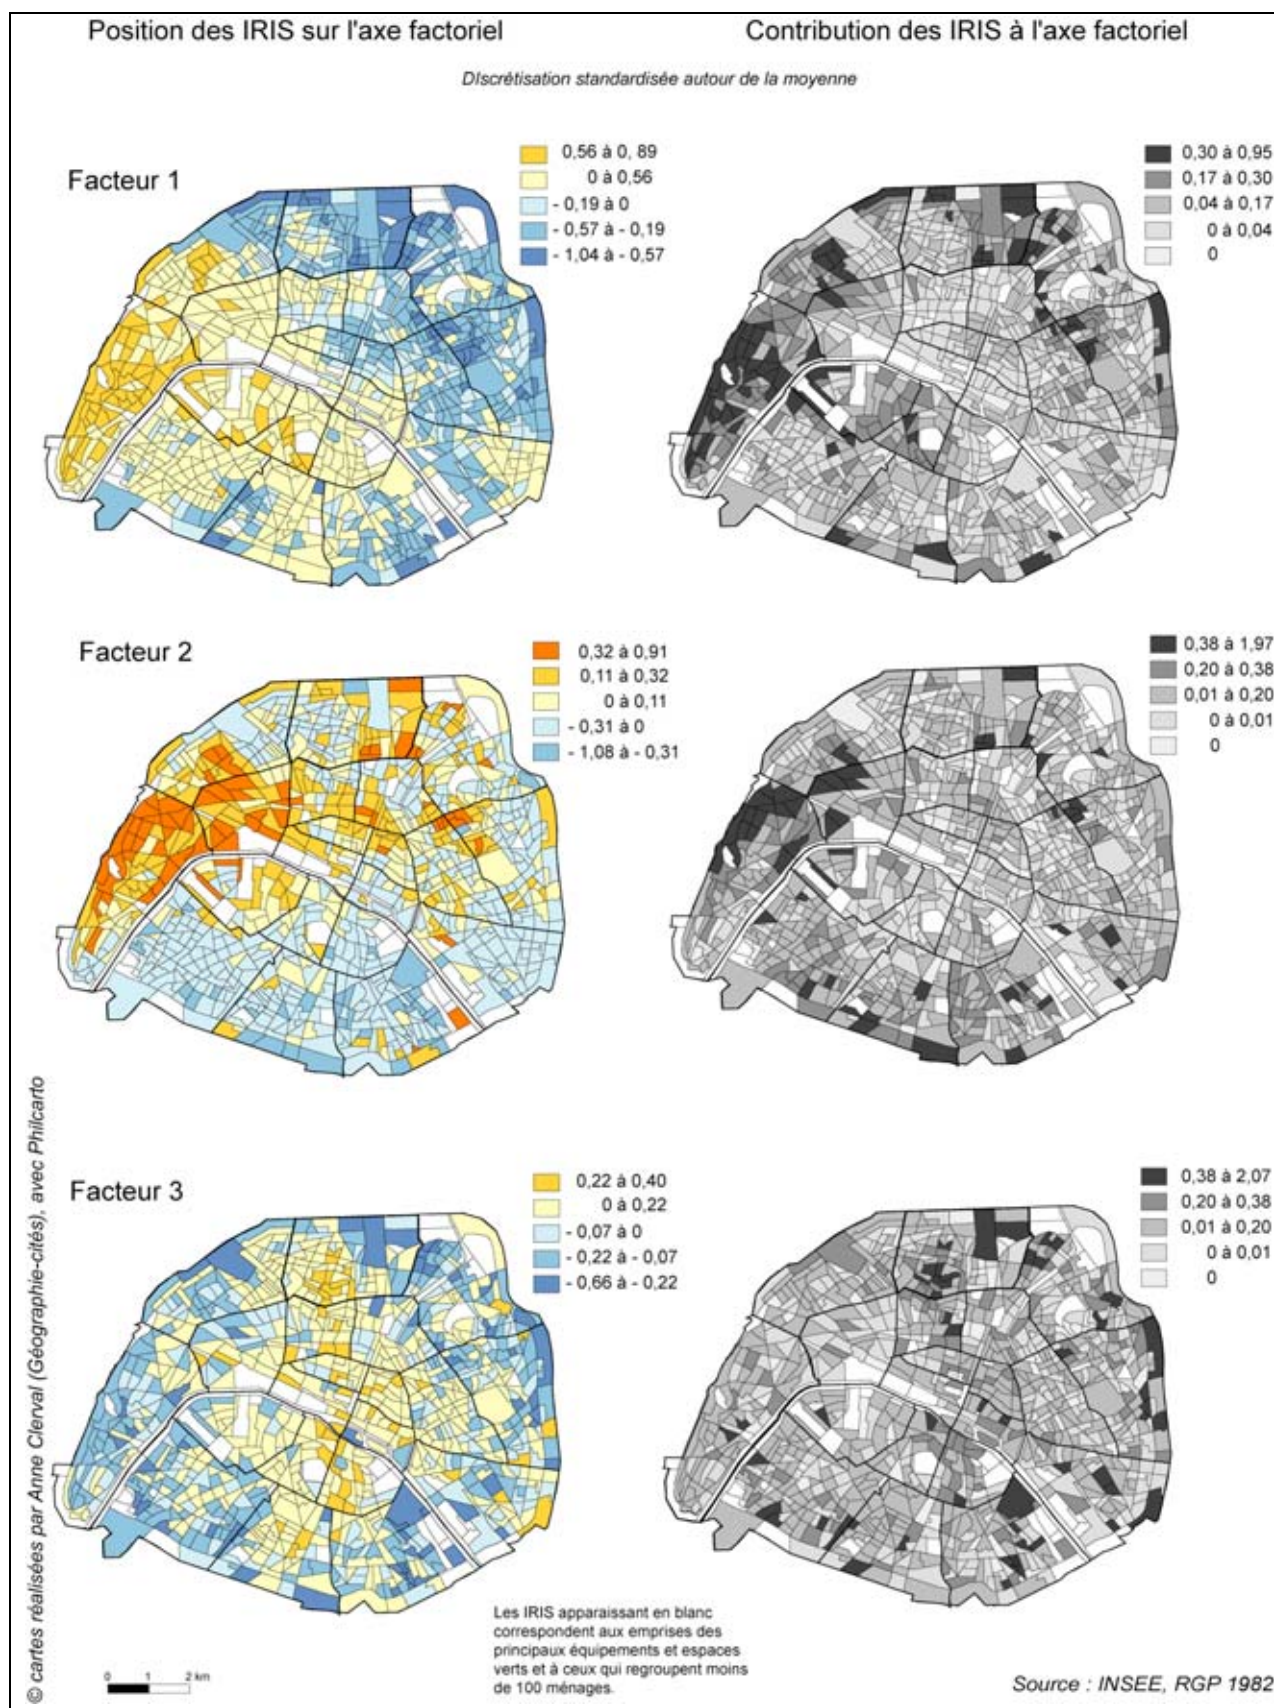 Position des IRIS sur l'axe factoriel
Contribution des IRIS à l'axe factoriel
DIscrétisation standardisée autour de la moyenne
Facteur 1
0,56 à 0, 89
0 à 0,56
- 0,19 à 0
- 0,57 à - 0,19
- 1,04 à - 0,57
0,30 à 0,95
0,17 à 0,30
0,04 à 0,17
0 à 0,04
0
Facteur 2
0,32 à 0,91
0,11 à 0,32
0 à 0,11
- 0,31 à 0
- 1,08 à - 0,31
0,38 à 1,97
0,20 à 0,38
0,01 à 0,20
0 à 0,01
0
Facteur 3
0,22 à 0,40
0 à 0,22
- 0,07 à 0
- 0,22 à - 0,07
- 0,66 à - 0,22
0,38 à 2,07
0,20 à 0,38
0,01 à 0,20
0 à 0,01
0
© cartes réalisées par Anne Clerval (Géographie-cités), avec Philcarto
0 1 2 km
Les IRIS apparaissant en blanc
correspondent aux emprises des
principaux équipements et espaces
verts et à ceux qui regroupent moins
de 100 ménages.
Source : INSEE, RGP 1982